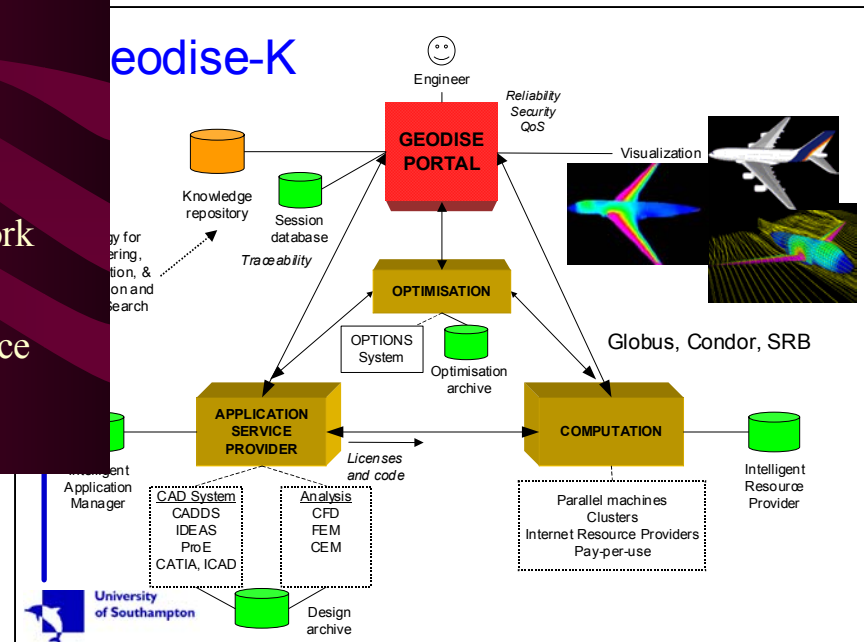 eodise-K
Engineer
Reliability
Security
QoS
GEODISE
PORTAL
Visualization
Knowledge
repository
Session
database
Traceability
rk
gy for
ering,
tion, &
on and
Search
ce
OPTIMISATION
OPTIONS
System
Optimisation
archive
Globus, Condor, SRB
APPLICATION
SERVICE
PROVIDER
COMPUTATION
Licenses
and code
Application
Manager
Intelligent
Resource
Provider
CAD System
CADDS
IDEAS
ProE
CATIA, ICAD
Analysis
CFD
FEM
CEM
Parallel machines
Clusters
Internet Resource Providers
Pay-per-use
University
of Southampton
Design
archive